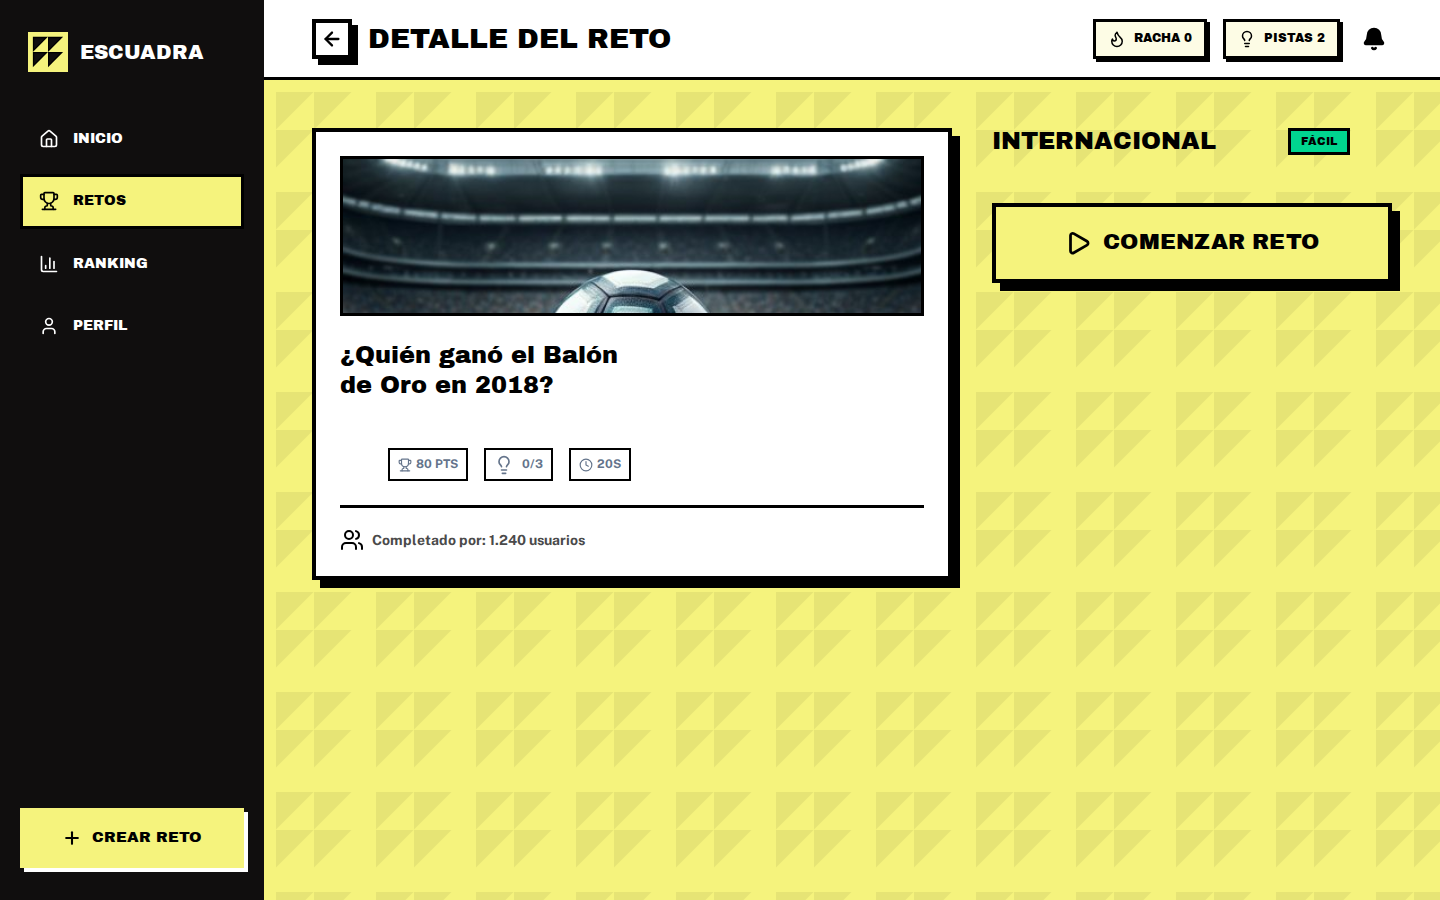 ESCUADRA
INICIO
RETOS
RANKING
PERFIL
CREAR RETO
DETALLE DEL RETO
RACHA 0
PISTAS 2
¿Quién ganó el Balón
de Oro en 2018?
80 PTS
0/3
20S
Completado por: 1.240 usuarios
INTERNACIONAL
FÁCIL
COMENZAR RETO